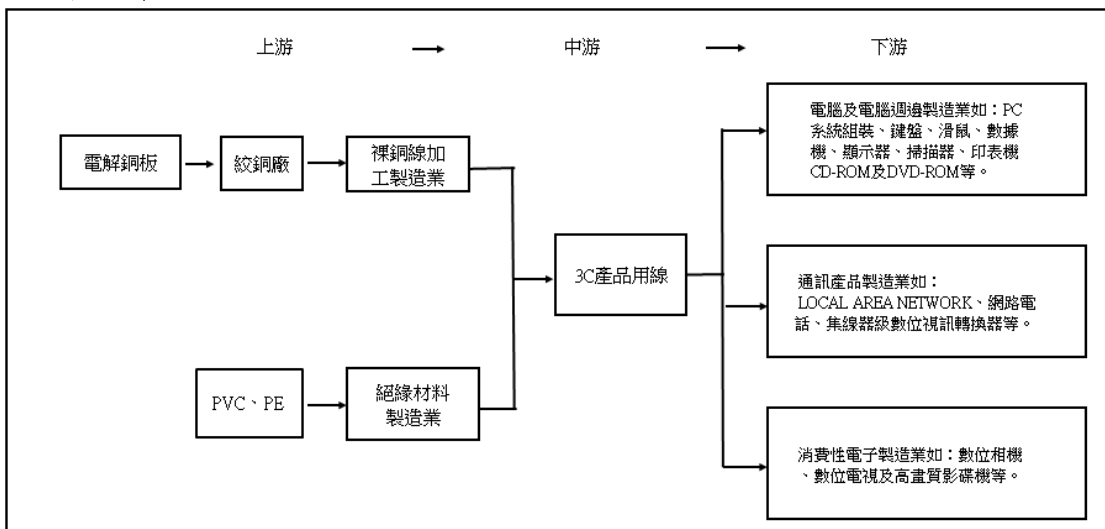 上游
中游
下游
電解銅板
絞銅廠
裸銅線加
工製造業
PVC、PE
絕緣材料
製造業
3C產品用線
電腦及電腦週邊製造業如：PC
系統組裝、鍵盤、滑鼠、數據
機、顯示器、掃描器、印表機
CD-ROM及DVD-ROM等。
通訊產品製造業如：
LOCAL AREA NETWORK、網路電
話、集線器級數位視訊轉換器等。
消費性電子製造業如：數位相機
、數位電視及高畫質影碟機等。